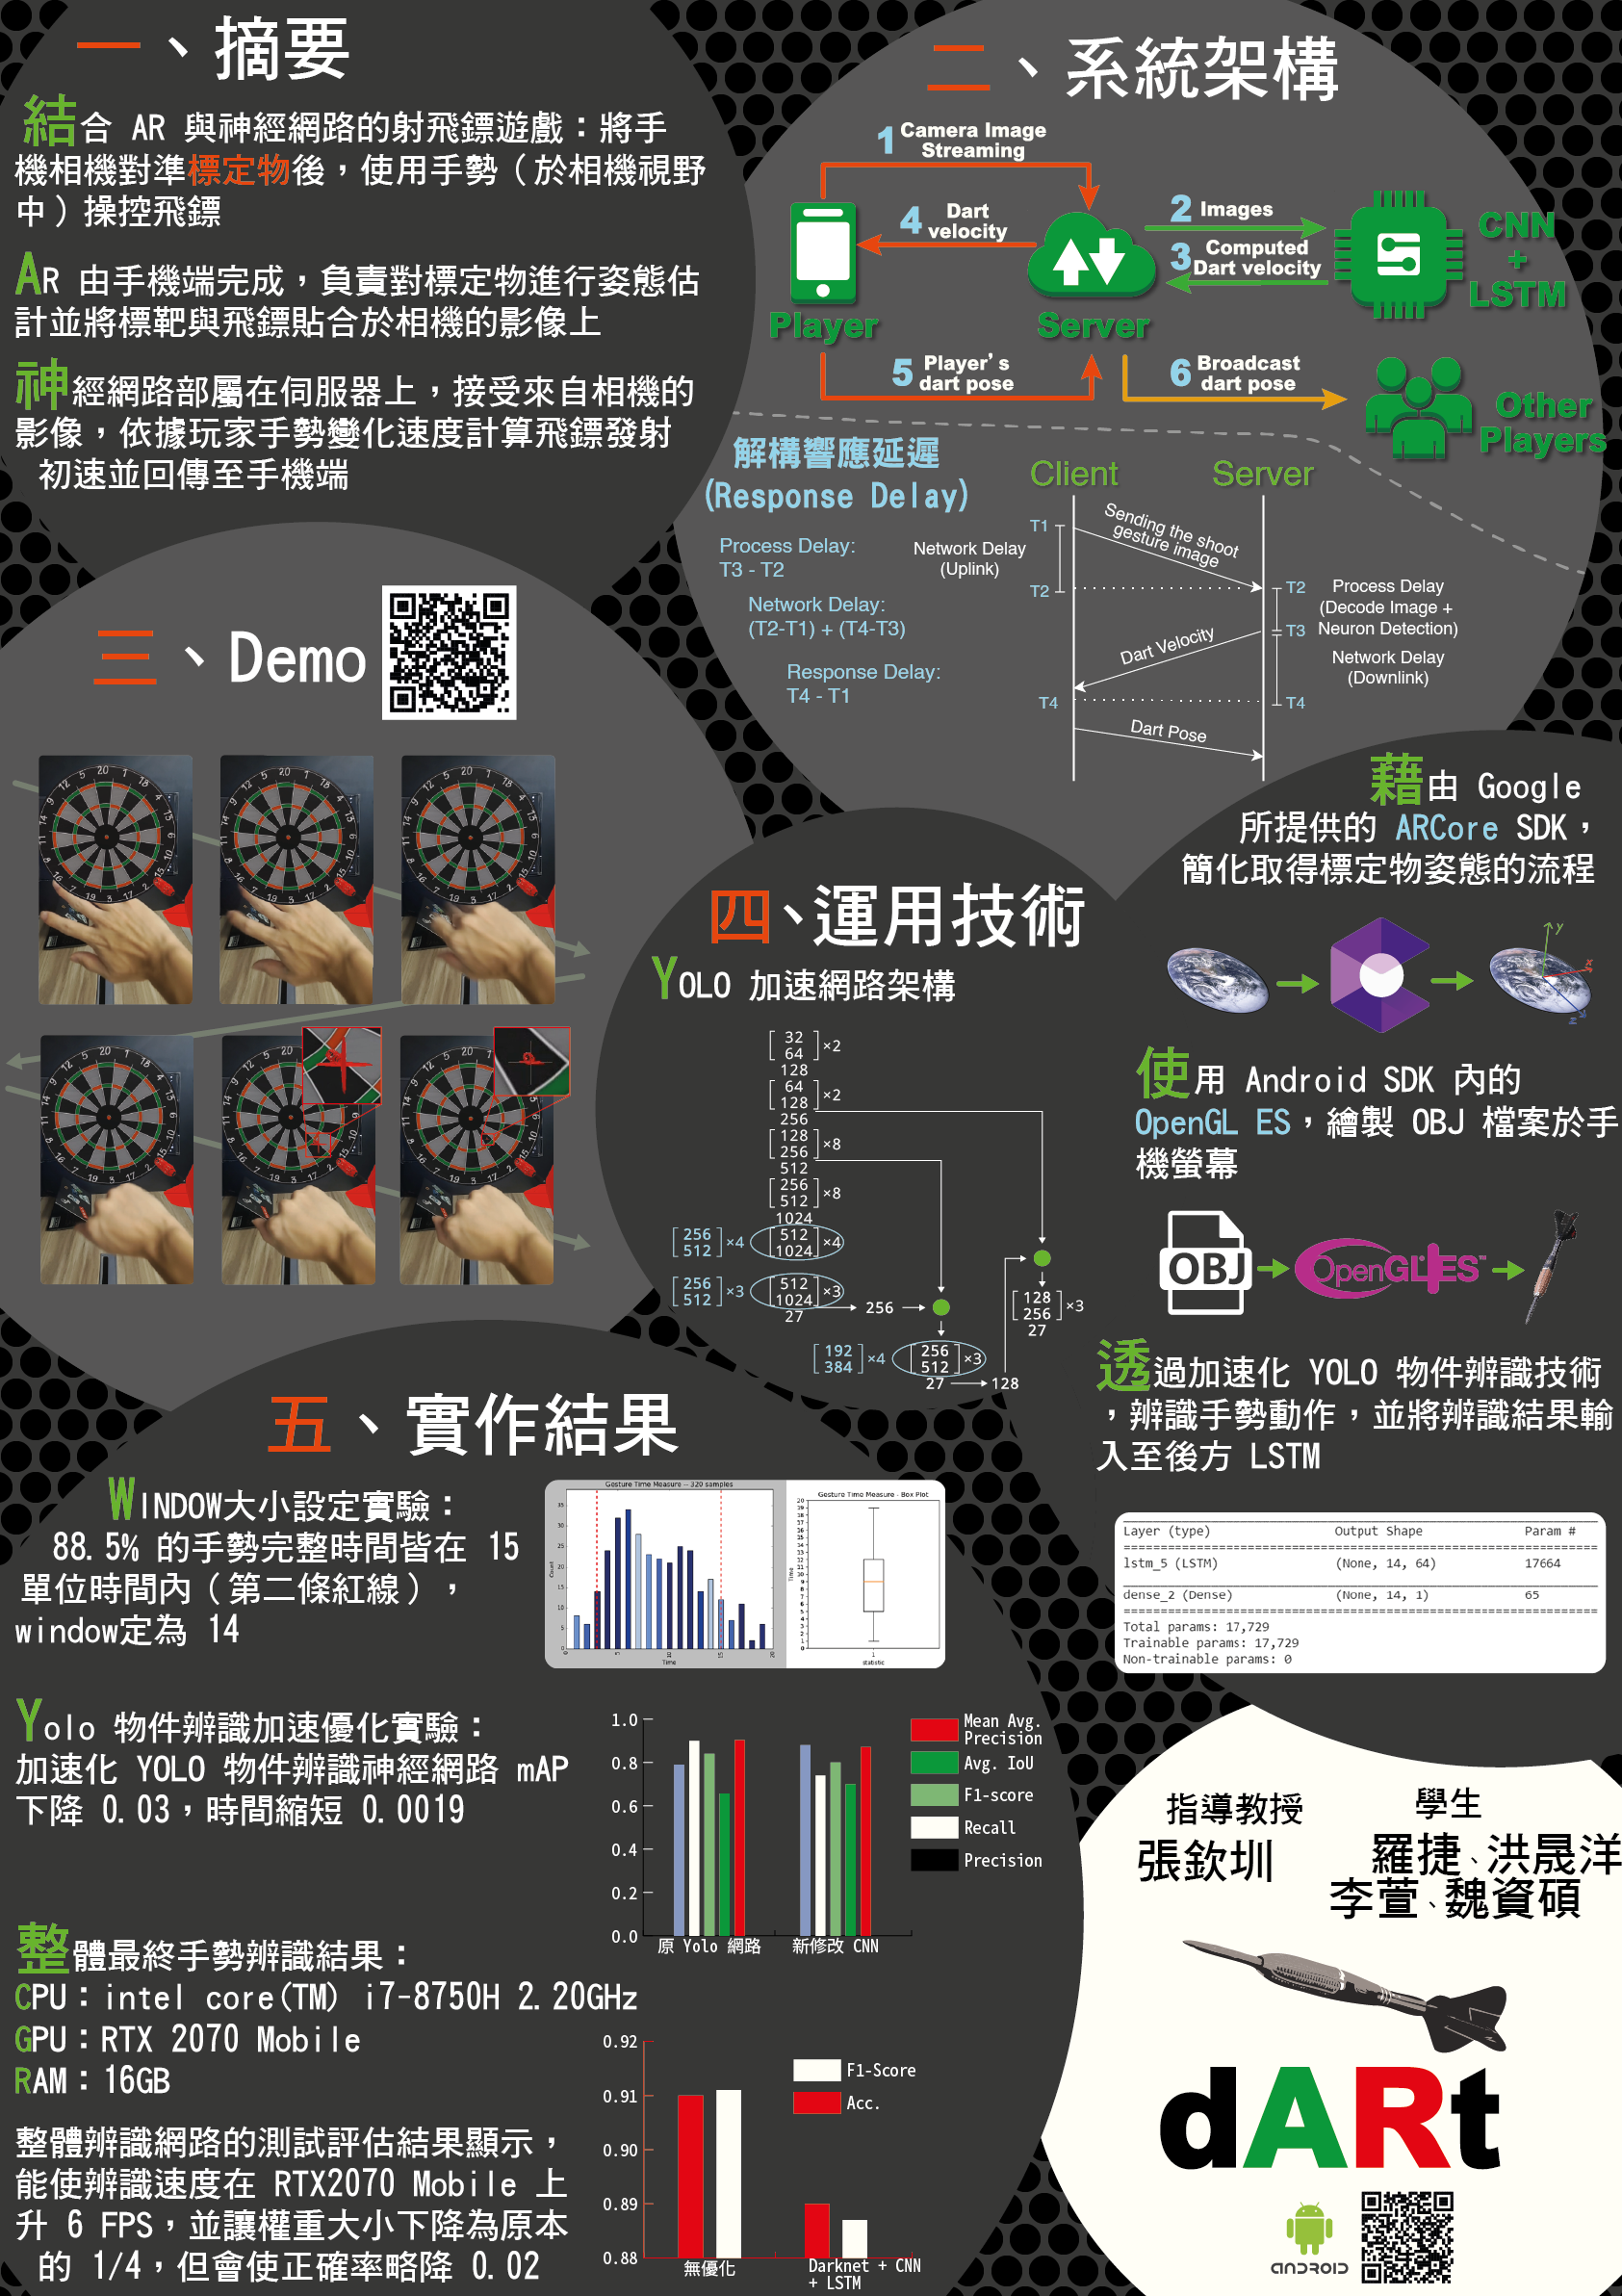 一、摘要
結合 AR 與神經網路的射飛鏢遊戲：將手
機相機對準標定物後，使用手勢（於相機視野
中）操控飛鏢
AR 由手機端完成，負責對標定物進行姿態估
計並將標靶與飛鏢貼合於相機的影像上
神經網路部屬在伺服器上，接受來自相機的
影像，依據玩家手勢變化速度計算飛鏢發射
初速並回傳至手機端
二、系統架構
1 Camera Image
Streaming
4 Dart
velocity
2 Images
3 Computed
Dart velocity
CNN
+
LSTM
Player
Server
5 Player's
dart pose
6 Broadcast
dart pose
Other
Players
解構響應延遲
(Response Delay)
Process Delay:
T3 - T2
Network Delay:
(T2-T1) + (T4-T3)
Response Delay:
T4 - T1
Client
Server
T1
Sending the shoot
gesture image
Network Delay
(Uplink)
T2
T2
Process Delay
(Decode Image +
Neuron Detection)
T3
Dart Velocity
Network Delay
(Downlink)
T4
T4
Dart Pose
三、Demo
四、運用技術
YOLO 加速網路架構
32
64 ×2
128
64
128 ×2
256
128
256 ×8
512
256
512 ×8
1024
256
512 ×4
512
1024 ×4
256
512 ×3
512
1024 ×3
27
256
192
384 ×4
256
512 ×3
27
128
128
256 ×3
27
藉由 Google
所提供的 ARCore SDK，
簡化取得標定物姿態的流程
y
x
z
使用 Android SDK 內的
OpenGL ES，繪製 OBJ 檔案於手
機螢幕
OBJ
OpenGL|ES™
透過加速化 YOLO 物件辨識技術
，辨識手勢動作，並將辨識結果輸
入至後方 LSTM
Layer (type) Output Shape Param #
lstm_5 (LSTM) (None, 14, 64) 17664
dense_2 (Dense) (None, 14, 1) 65
Total params: 17,729
Trainable params: 17,729
Non-trainable params: 0
五、實作結果
WINDOW大小設定實驗：
88.5% 的手勢完整時間皆在 15
單位時間內（第二條紅線），
window定為 14
Gesture Time Measure -- 320 samples
Count
Time
Gesture Time Measure - Box Plot
Time
1
statistic
Yolo 物件辨識加速優化實驗：
加速化 YOLO 物件辨識神經網路 mAP
下降 0.03，時間縮短 0.0019
1.0
0.8
0.6
0.4
0.2
0.0
原 Yolo 網路
新修改 CNN
Mean Avg.
Precision
Avg. IoU
F1-score
Recall
Precision
整體最終手勢辨識結果：
CPU：intel core(TM) i7-8750H 2.20GHz
GPU：RTX 2070 Mobile
RAM：16GB
整體辨識網路的測試評估結果顯示，
能使辨識速度在 RTX2070 Mobile 上
升 6 FPS，並讓權重大小下降為原本
的 1/4，但會使正確率略降 0.02
0.92
0.91
0.90
0.89
0.88
F1-Score
Acc.
無優化
Darknet + CNN
+ LSTM
指導教授
張欽圳
學生
羅捷、洪晟洋
李萱、魏資碩
dARt
ANDROID